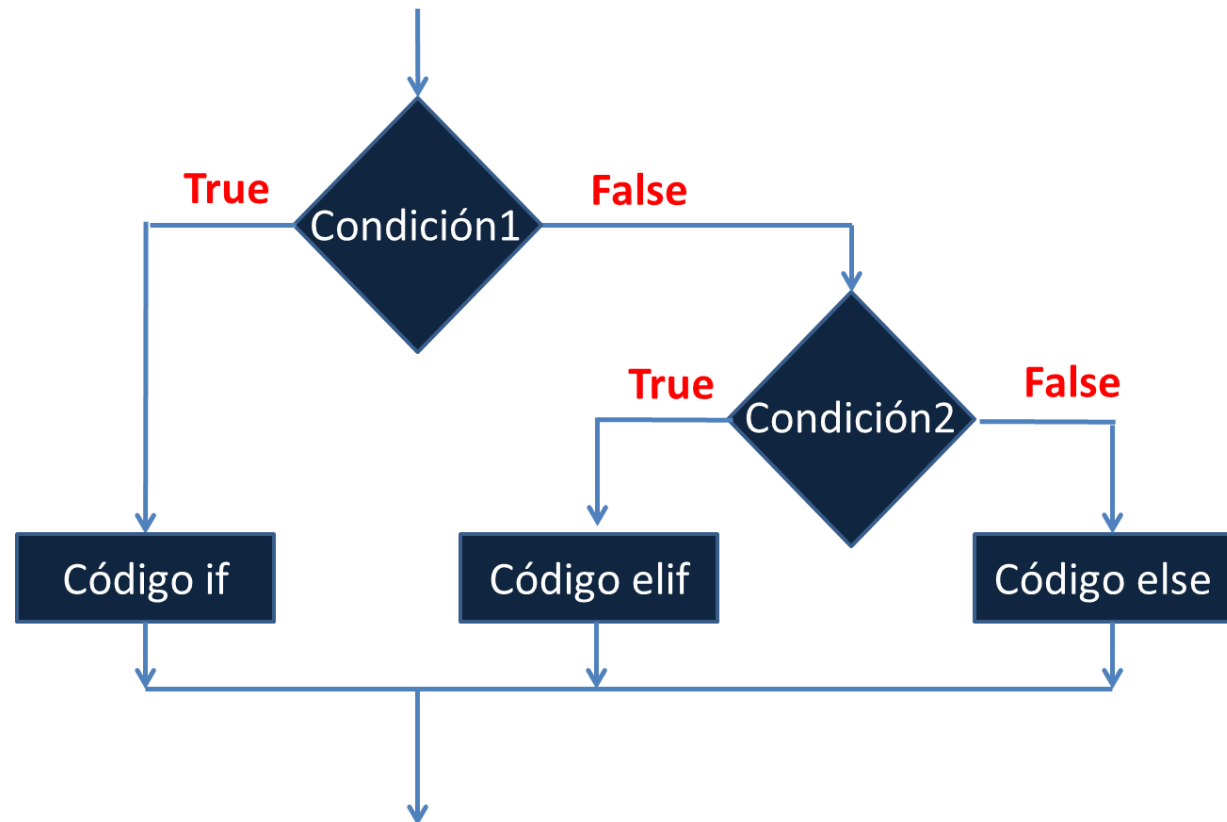 True
False
Condición1
True
False
Condición2
Código if
Código elif
Código else